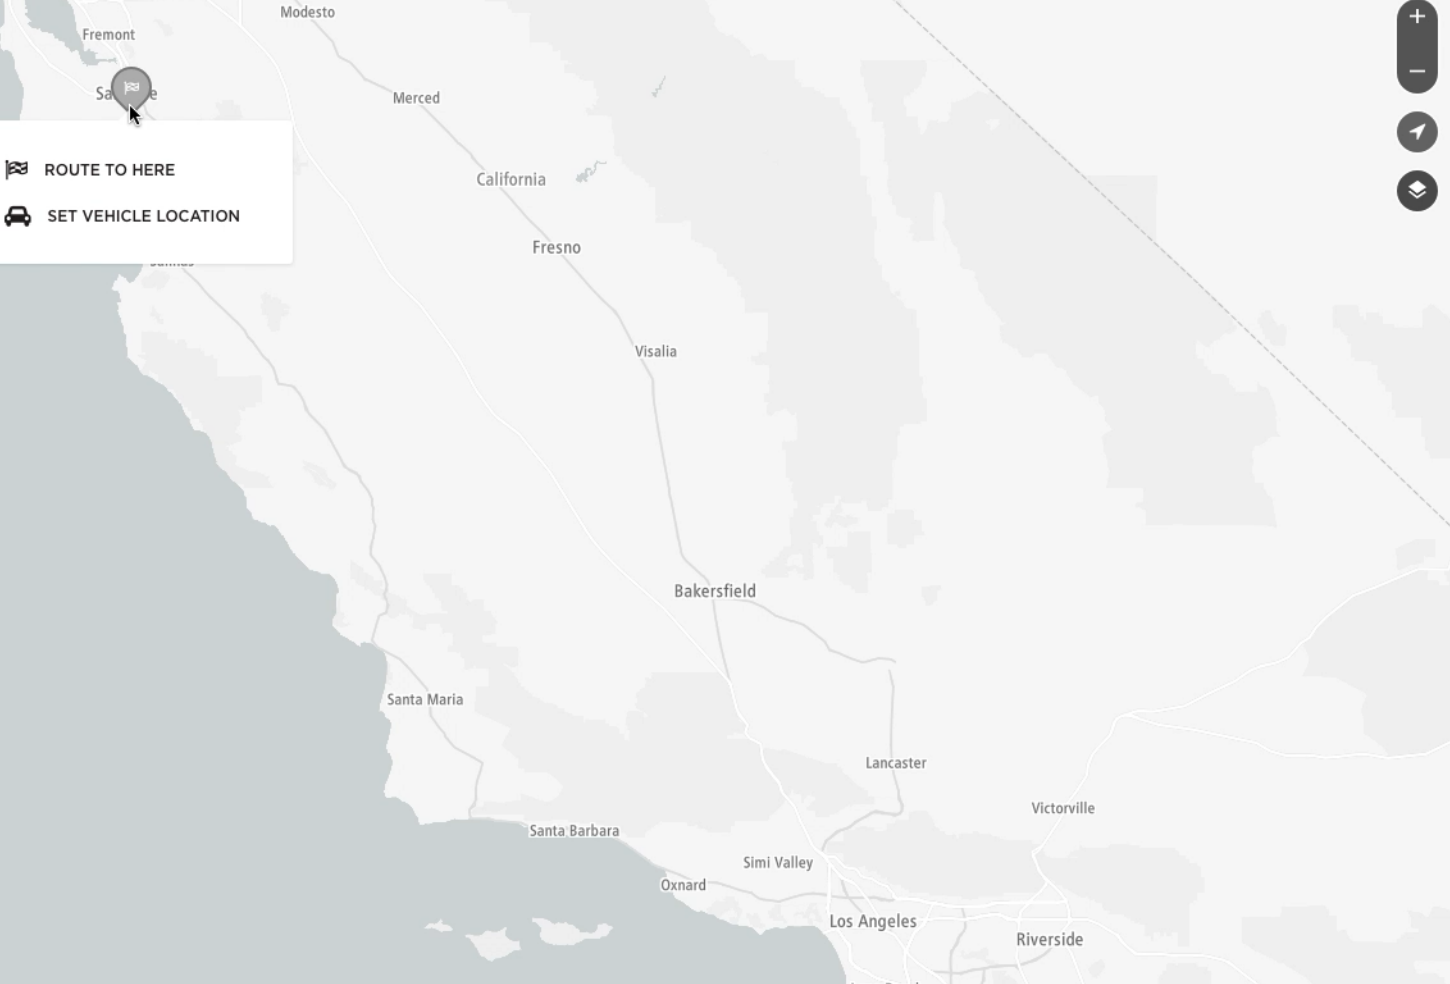 Modesto
Fremont
Merced
ROUTE TO HERE
California
SET VEHICLE LOCATION
Fresno
Visalia
Bakersfield
Santa Maria
Lancaster
Victorville
Santa Barbara
Simi Valley
Oxnard
Los Angeles
Riverside